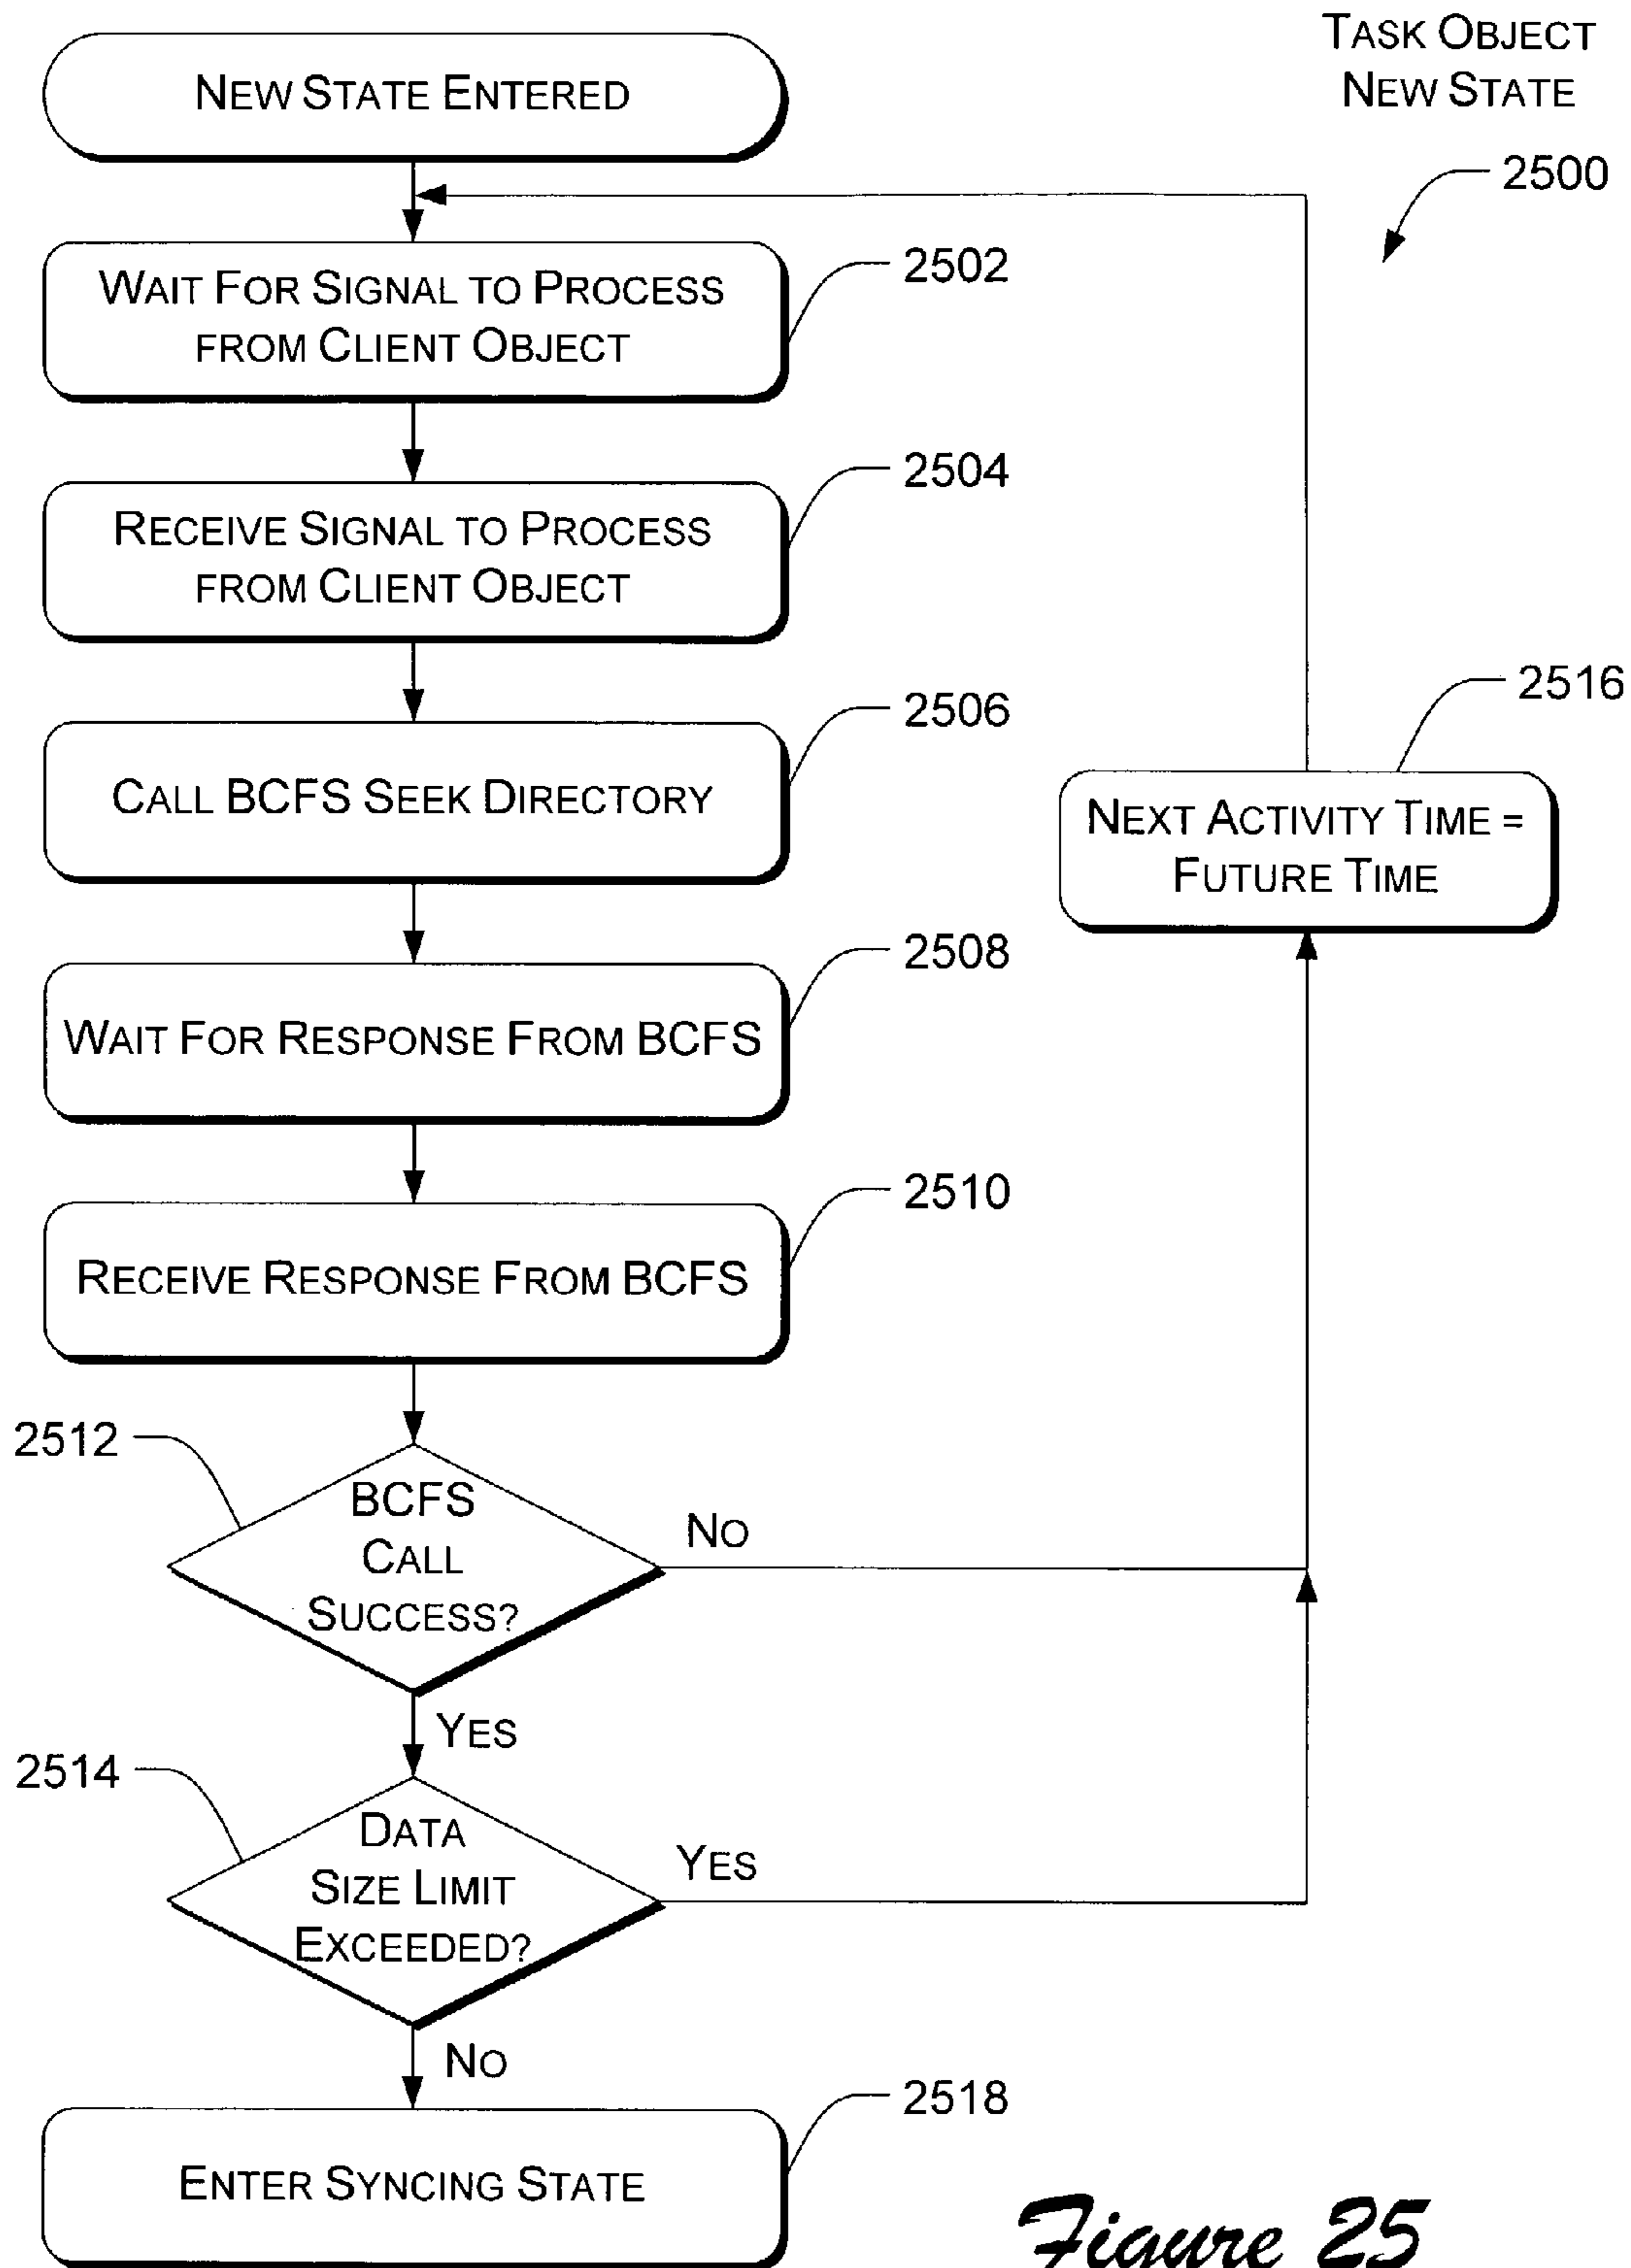 TASK OBJECT
NEW STATE
2500
NEW STATE ENTERED
WAIT FOR SIGNAL TO PROCESS
FROM CLIENT OBJECT
2502
RECEIVE SIGNAL TO PROCESS
FROM CLIENT OBJECT
2504
CALL BCFS SEEK DIRECTORY
2506
NEXT ACTIVITY TIME =
FUTURE TIME
2516
WAIT FOR RESPONSE FROM BCFS
2508
RECEIVE RESPONSE FROM BCFS
2510
2512
BCFS
CALL
SUCCESS?
NO
YES
2514
DATA
SIZE LIMIT
EXCEEDED?
YES
NO
ENTER SYNCING STATE
2518
Figure 25